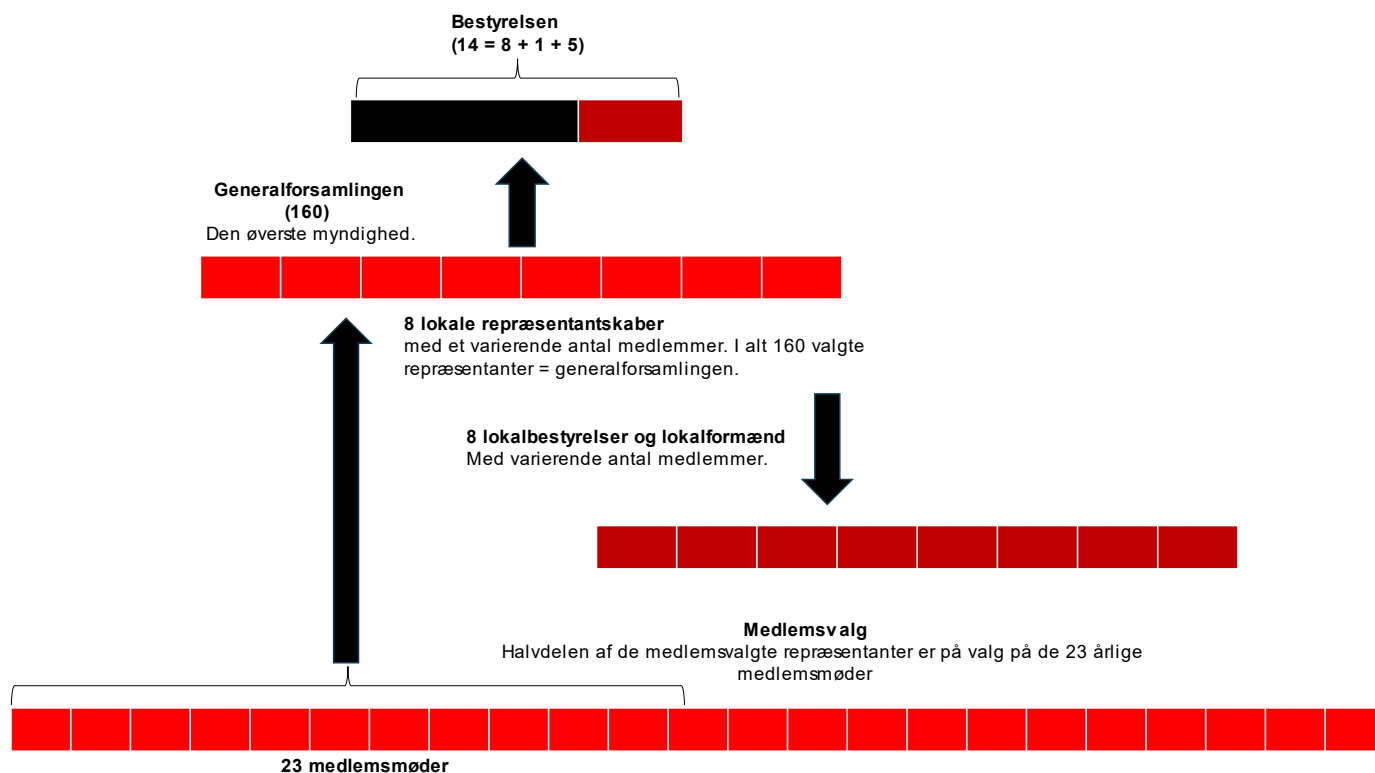 Bestyrelsen
(14 = 8 + 1 + 5)
Generalforsamlingen
(160)
Den øverste myndighed.
8 lokale repræsentantskaber
med et varierende antal medlemmer. I alt 160 valgte
repræsentanter = generalforsamlingen.
8 lokalbestyrelser og lokalformænd
Med varierende antal medlemmer.
Medlemsvalg
Halvdelen af de medlemsvalgte repræsentanter er på valg på de 23 årlige
medlemsmøder
23 medlemsmøder